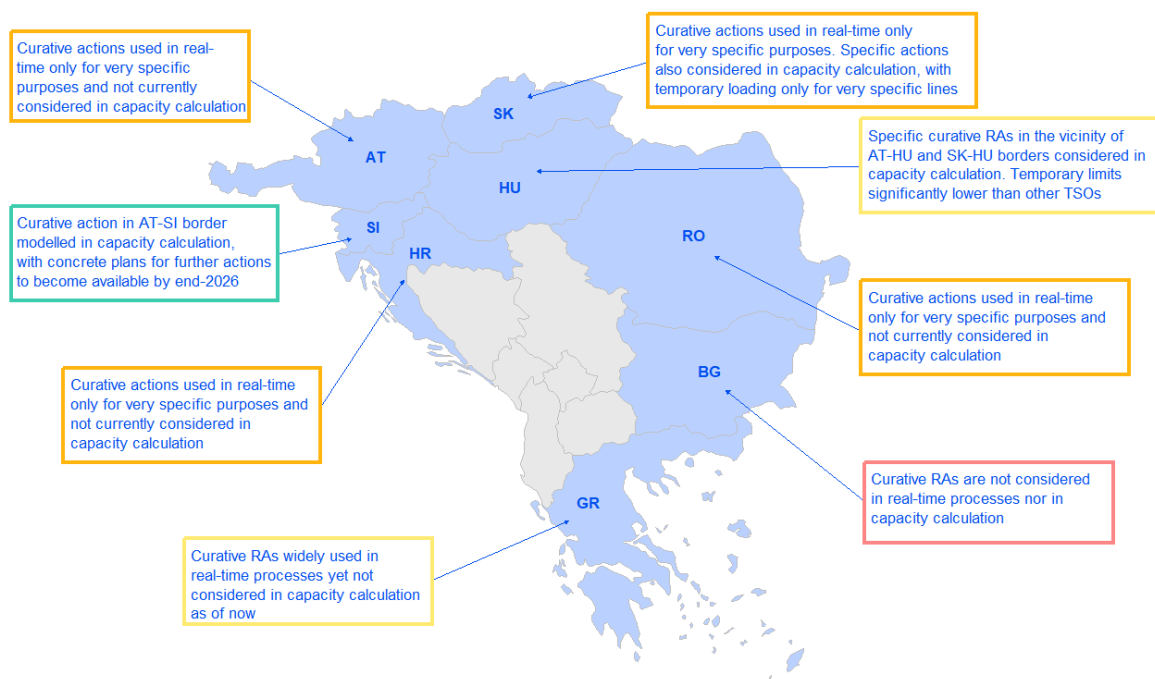 Curative actions used in real-
time only for very specific
purposes and not currently
considered in capacity calculation
Curative actions used in real-time only
for very specific purposes. Specific actions
also considered in capacity calculation, with
temporary loading only for very specific lines
SK
AT
HU
Specific curative RAs in the vicinity of
AT-HU and SK-HU borders considered in
capacity calculation. Temporary limits
significantly lower than other TSOs
Curative action in AT-SI border
modelled in capacity calculation,
with concrete plans for further actions
to become available by end-2026
SI
HR
RO
Curative actions used in real-time
only for very specific purposes and
not currently considered in
capacity calculation
Curative actions used in real-time
only for very specific purposes and
not currently considered in
capacity calculation
BG
Curative RAs are not considered
in real-time processes nor in
capacity calculation
GR
Curative RAs widely used in
real-time processes yet not
considered in capacity calculation
as of now